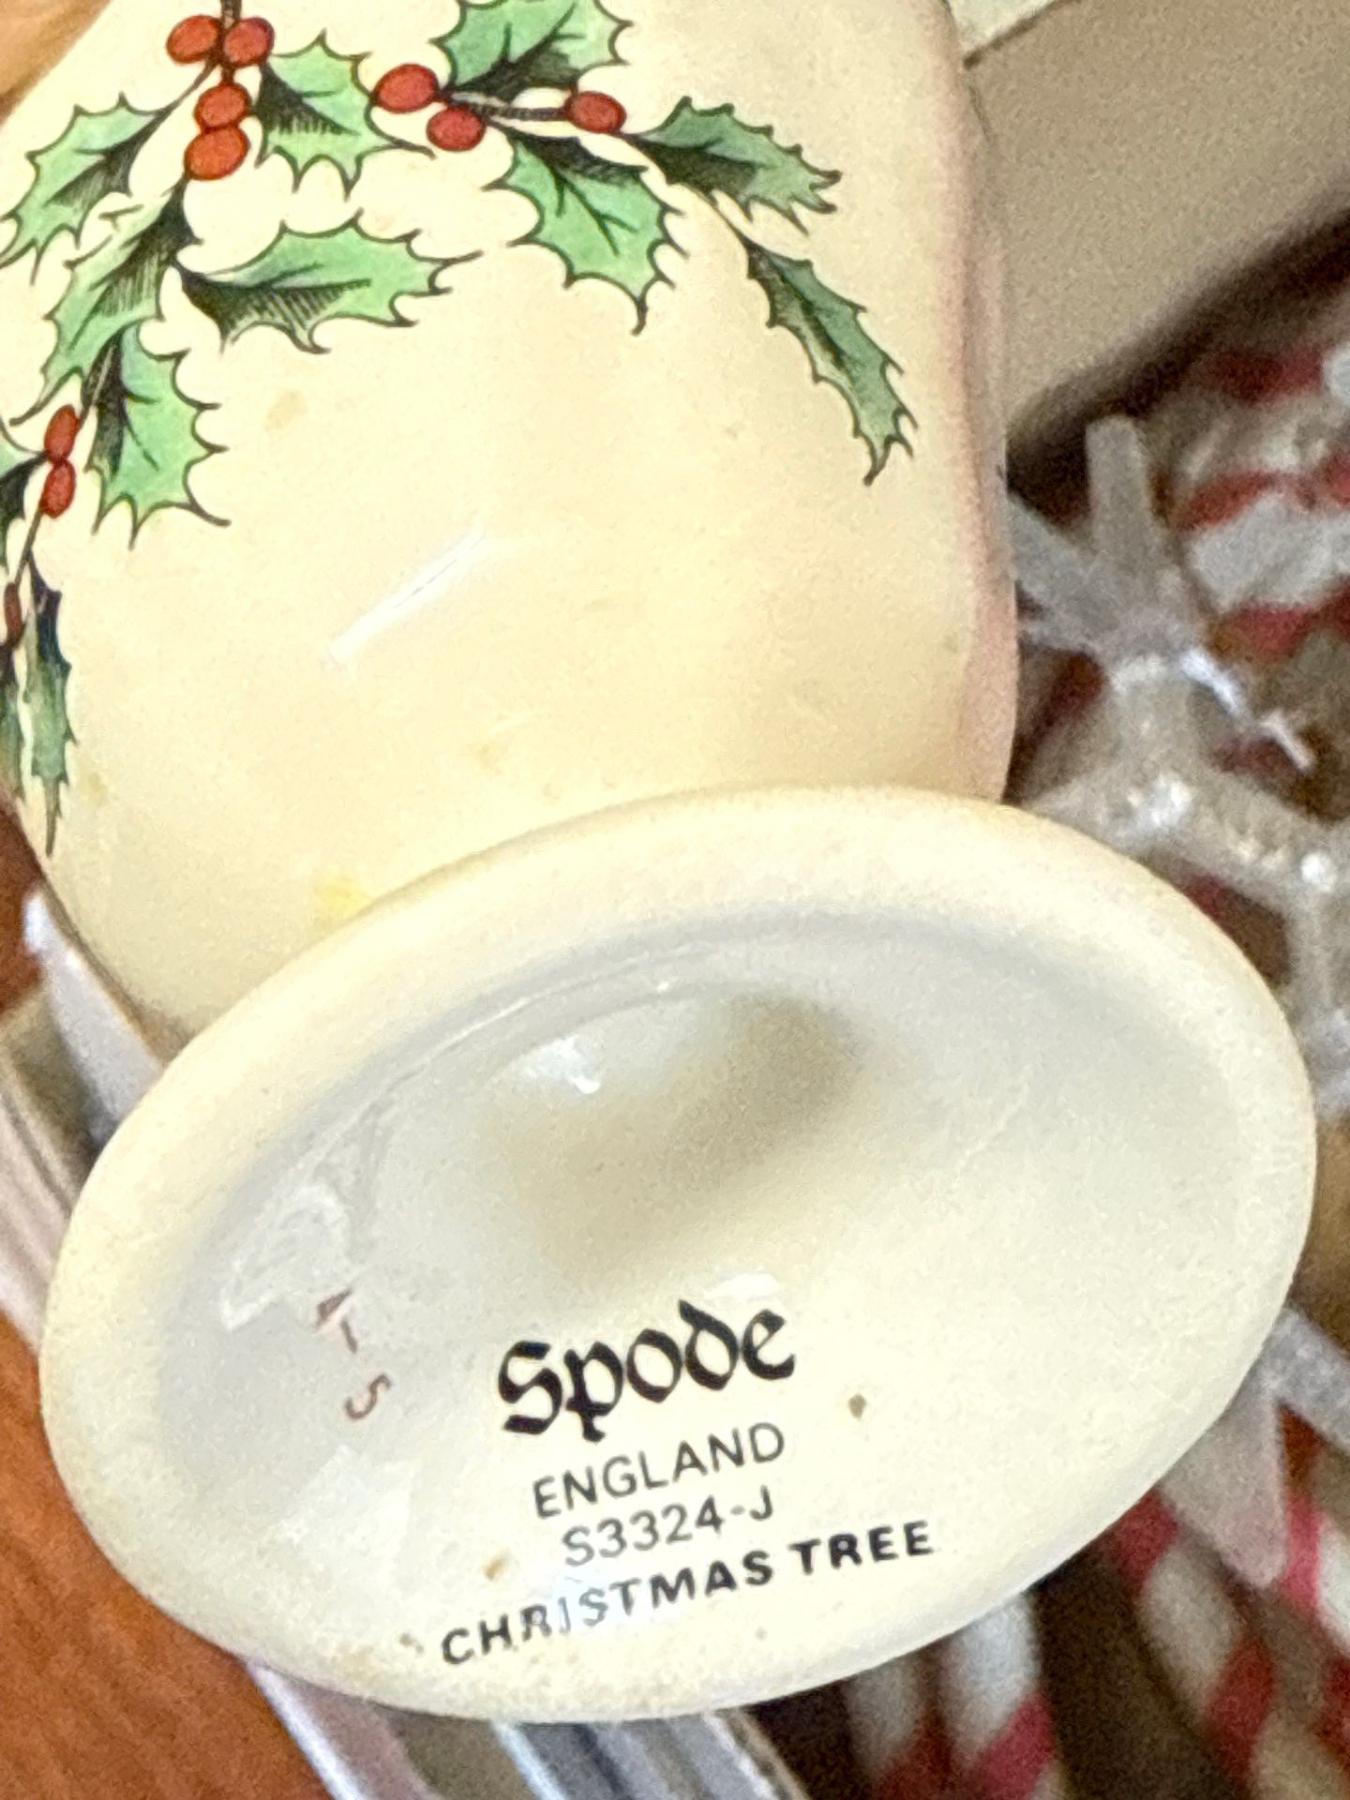 Spode
ENGLAND
S3324-J
CHRISTMAS TREE